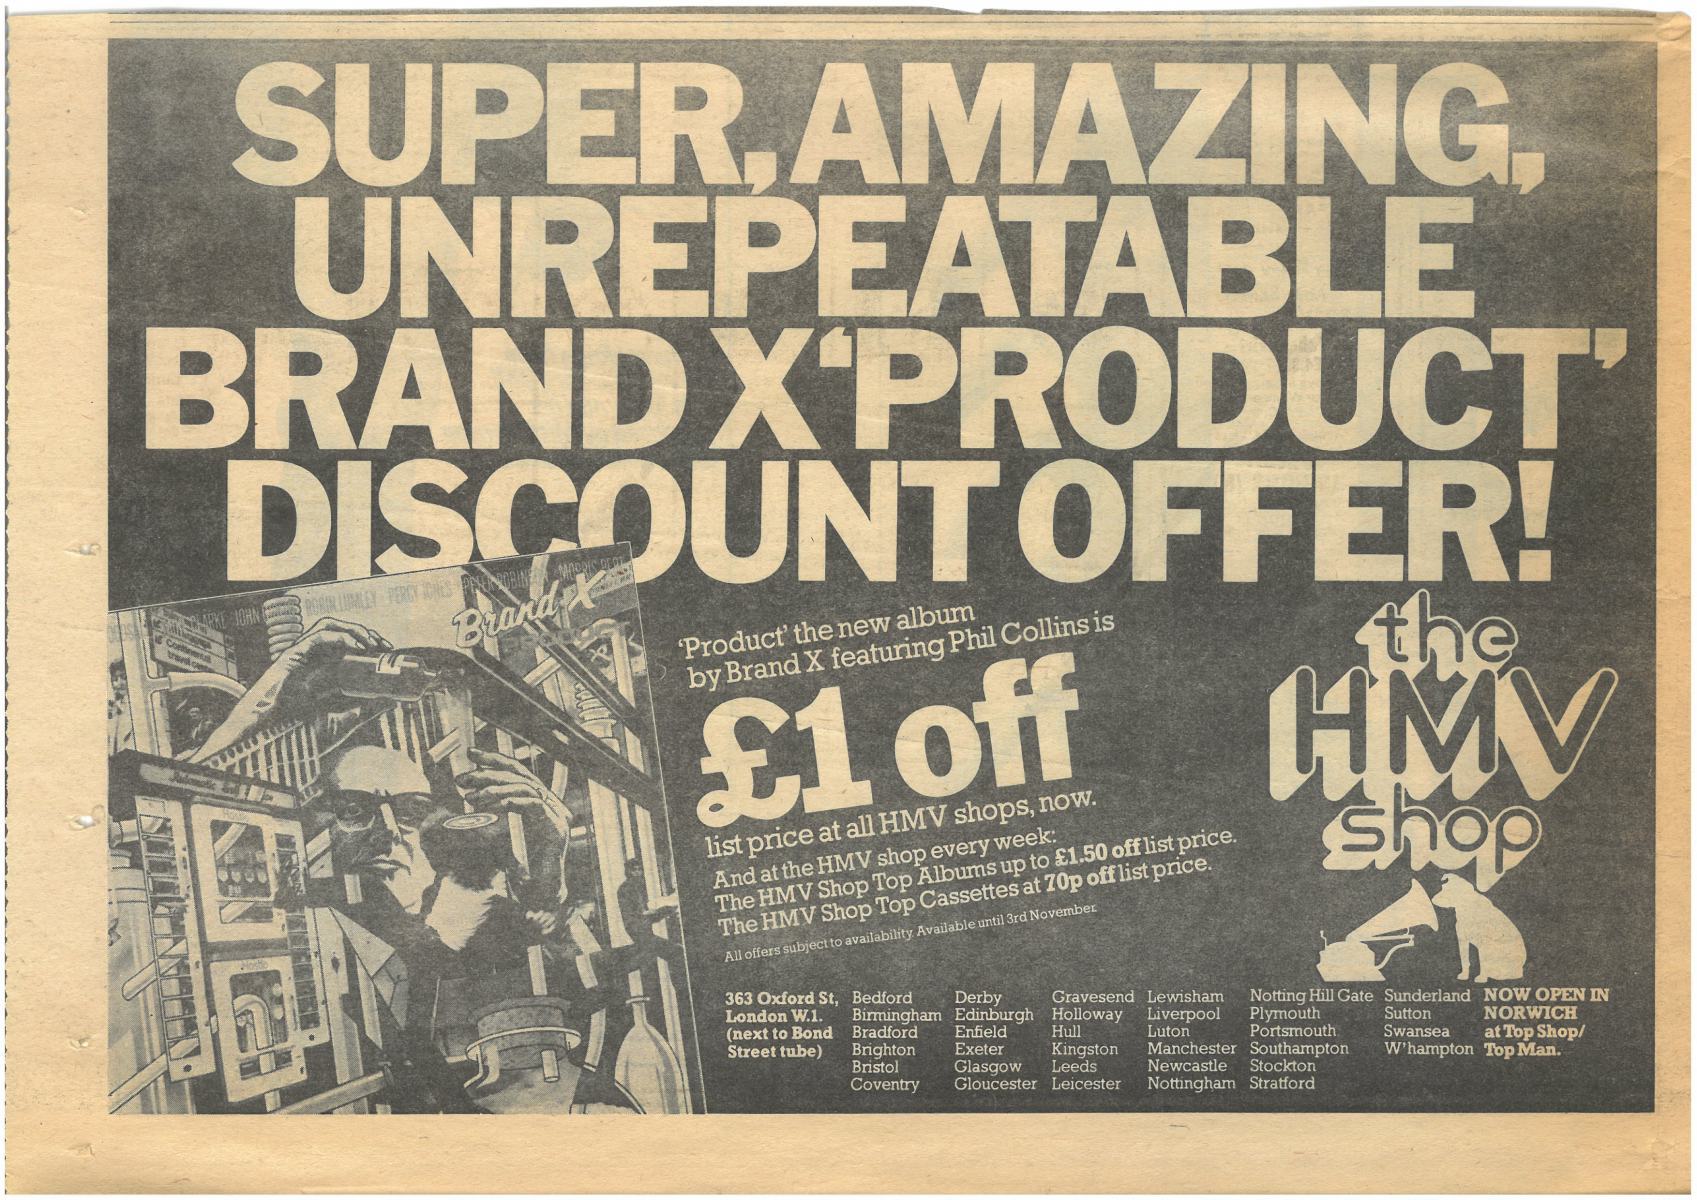 SUPER, AMAZING,
UNREPEATABLE
BRAND X ‘PRODUCT’
DISCOUNT OFFER!
ROBIN LUMLEY · PERCY JONES
Brand X
‘Product’ the new album
by Brand X featuring Phil Collins is
£1 off
list price at all HMV shops, now.
And at the HMV shop every week:
The HMV Shop Top Albums up to £1.50 off list price.
The HMV Shop Top Cassettes at 70p off list price.
All offers subject to availability. Available until 3rd November.
the
HMV
shop
363 Oxford St,
London W.1.
(next to Bond
Street tube)
Bedford
Birmingham
Bradford
Brighton
Bristol
Coventry
Derby
Edinburgh
Enfield
Exeter
Glasgow
Gloucester
Gravesend
Holloway
Hull
Kingston
Leeds
Leicester
Lewisham
Liverpool
Luton
Manchester
Newcastle
Nottingham
Notting Hill Gate
Plymouth
Portsmouth
Southampton
Stockton
Stratford
Sunderland
Sutton
Swansea
W'hampton
NOW OPEN IN
NORWICH
at Top Shop/
Top Man.